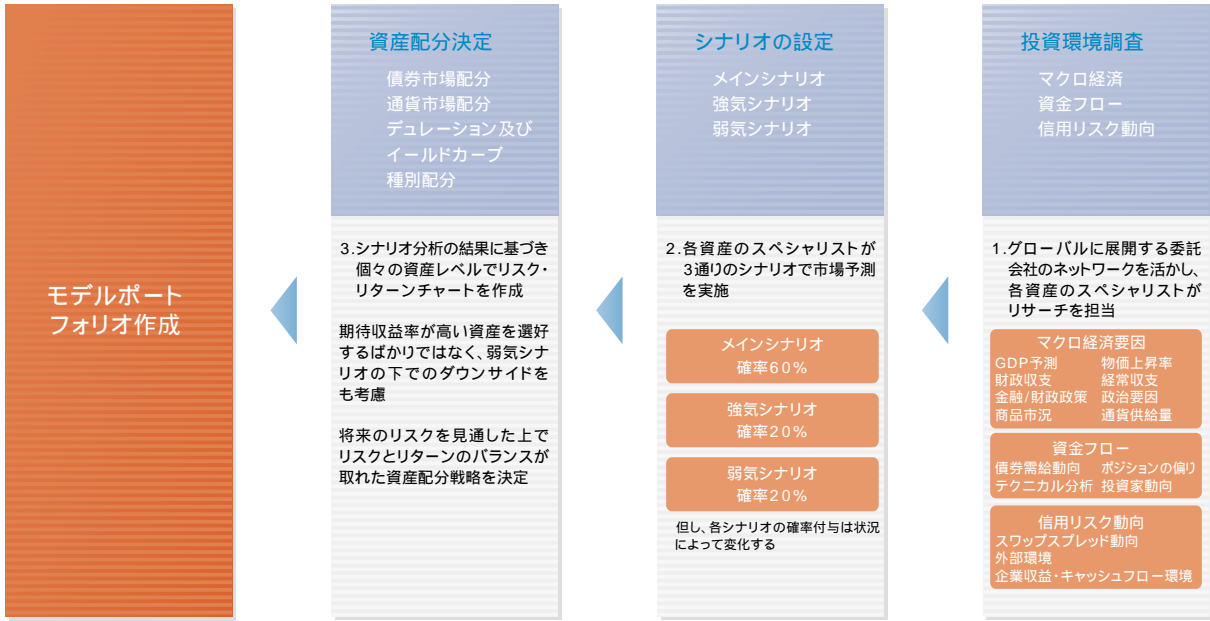 モデルポート
フォリオ作成
資産配分決定
債券市場配分
通貨市場配分
デュレーション及び
イールドカーブ
種別配分
3.シナリオ分析の結果に基づき
個々の資産レベルでリスク・
リターンチャートを作成
期待収益率が高い資産を選好
するばかりではなく、弱気シナ
リオの下でのダウンサイドを
も考慮
将来のリスクを見通した上で
リスクとリターンのバランスが
取れた資産配分戦略を決定
シナリオの設定
メインシナリオ
強気シナリオ
弱気シナリオ
2.各資産のスペシャリストが
3通りのシナリオで市場予測
を実施
メインシナリオ
確率60%
強気シナリオ
確率20%
弱気シナリオ
確率20%
但し、各シナリオの確率付与は状況
によって変化する
投資環境調査
マクロ経済
資金フロー
信用リスク動向
1.グローバルに展開する委託
会社のネットワークを活かし、
各資産のスペシャリストが
リサーチを担当
マクロ経済要因
GDP予測 物価上昇率
財政収支 経常収支
金融/財政政策 政治要因
商品市況 通貨供給量
資金フロー
債券需給動向 ポジションの偏り
テクニカル分析 投資家動向
信用リスク動向
スワップスプレッド動向
外部環境
企業収益・キャッシュフロー環境